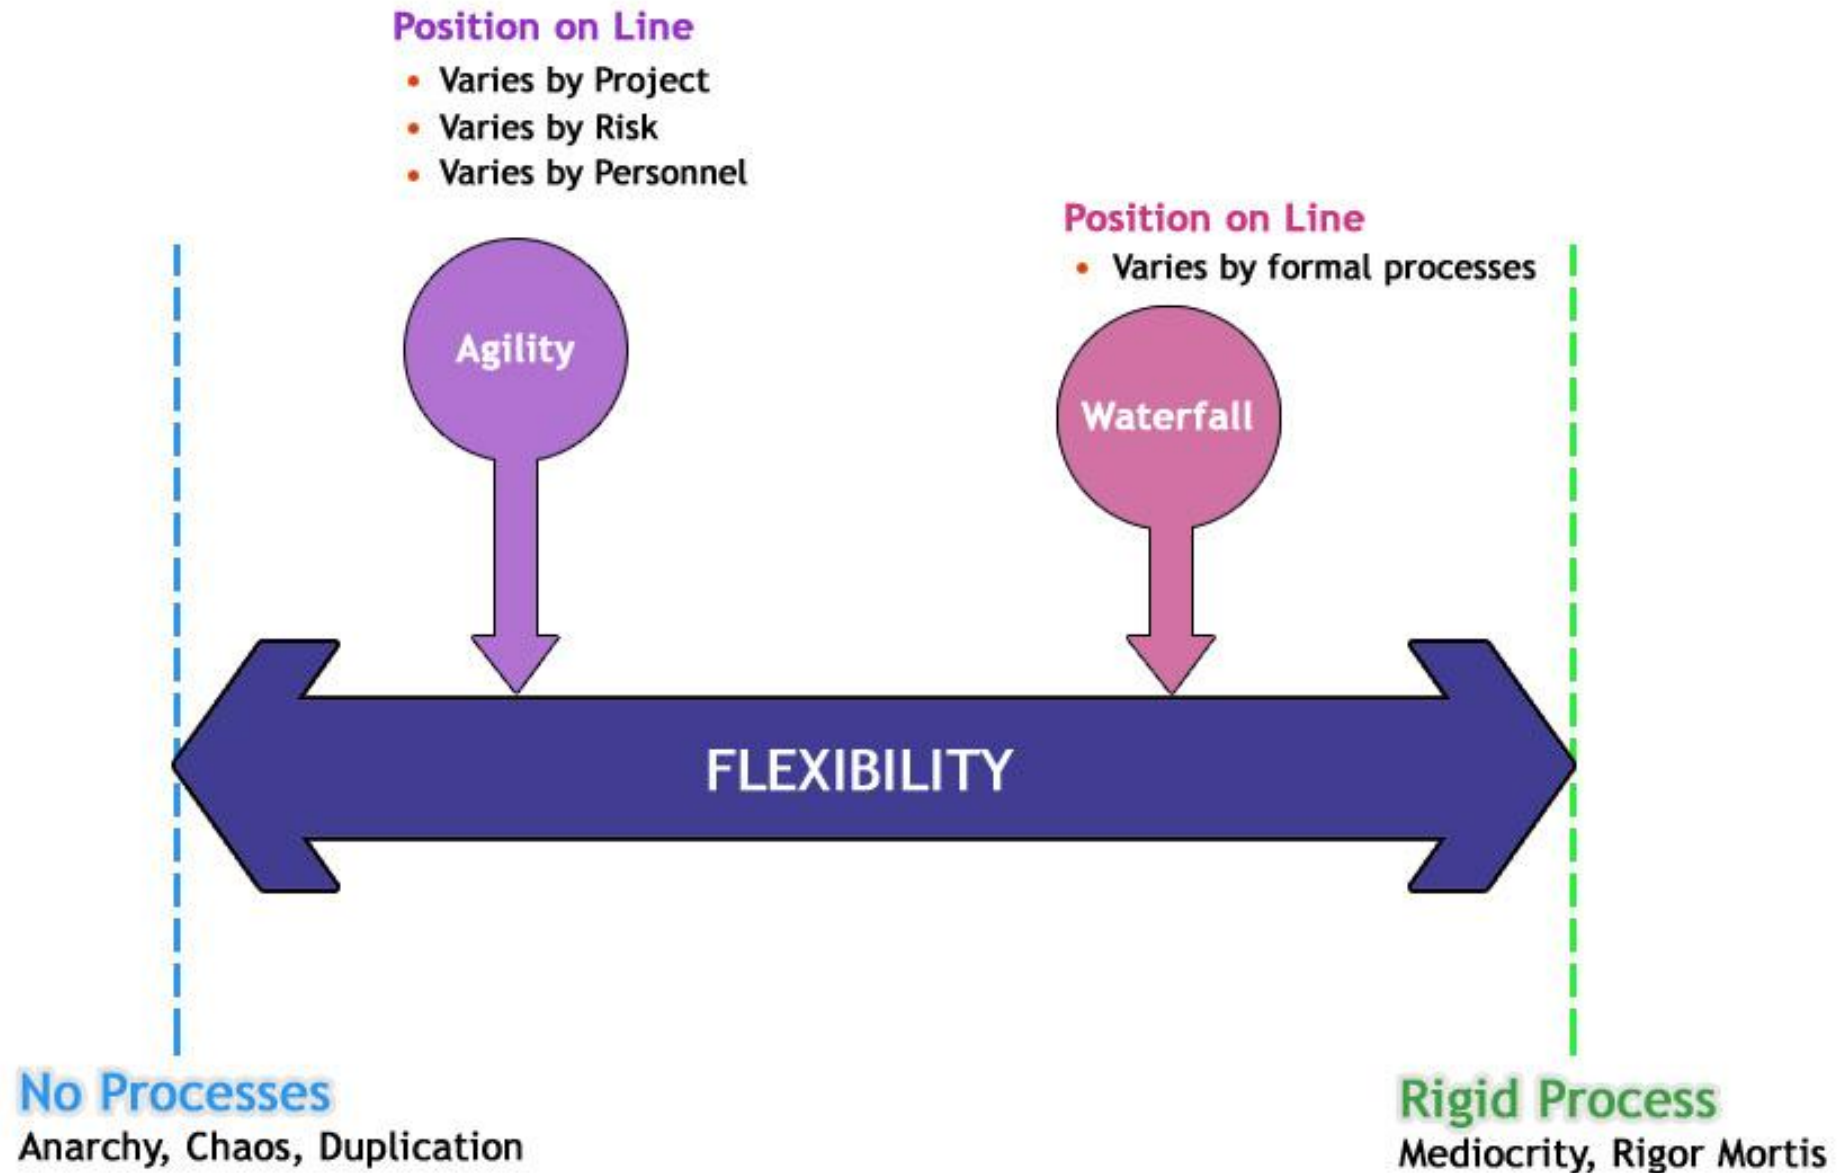 Position on Line
• Varies by Project
• Varies by Risk
• Varies by Personnel
Position on Line
• Varies by formal processes
Agility
Waterfall
FLEXIBILITY
No Processes
Anarchy, Chaos, Duplication
Rigid Process
Mediocrity, Rigor Mortis